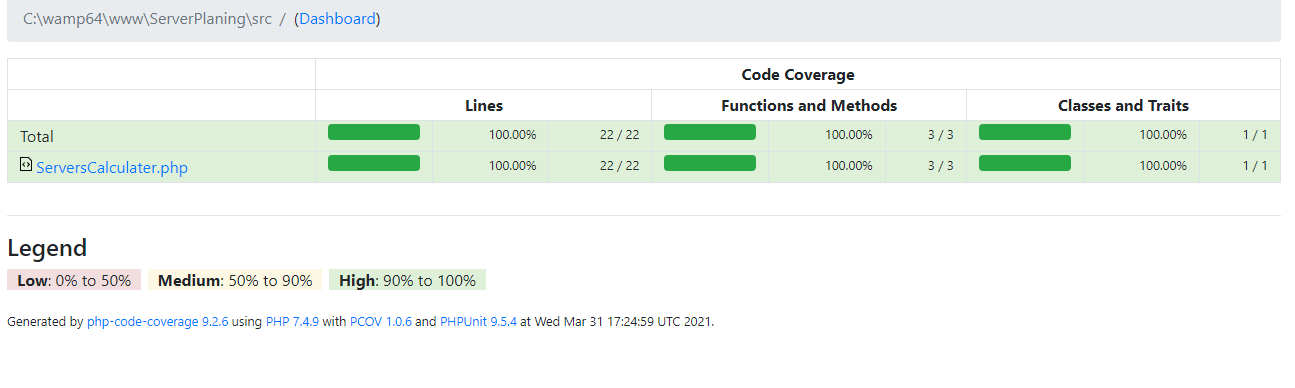 C:\wamp64\www\ServerPlaning\src / (Dashboard)
Code Coverage
Lines Functions and Methods Classes and Traits
Total 100.00% 22 / 22 100.00% 3 / 3 100.00% 1 / 1
ServersCalculater.php 100.00% 22 / 22 100.00% 3 / 3 100.00% 1 / 1
Legend
Low: 0% to 50% Medium: 50% to 90% High: 90% to 100%
Generated by php-code-coverage 9.2.6 using PHP 7.4.9 with PCOV 1.0.6 and PHPUnit 9.5.4 at Wed Mar 31 17:24:59 UTC 2021.